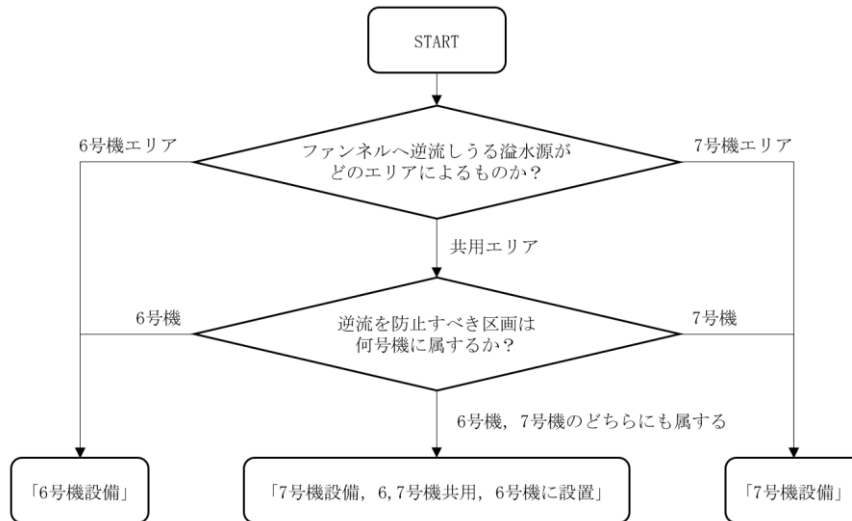 START
ファンネルへ逆流しうる溢水源が
どのエリアによるものか？
6号機エリア
7号機エリア
共用エリア
逆流を防止すべき区画は
何号機に属するか？
6号機
7号機
6号機，7号機のどちらにも属する
「6号機設備」
「7号機設備，6,7号機共用，6号機に設置」
「7号機設備」